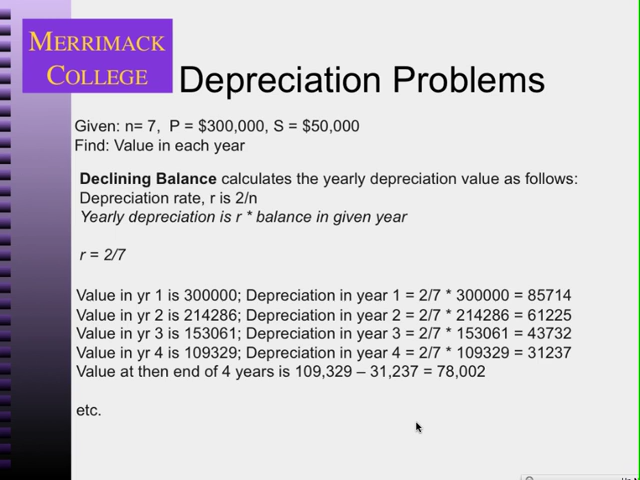 MERRIMACK
COLLEGE
Depreciation Problems
Given: n= 7, P = $300,000, S = $50,000
Find: Value in each year
Declining Balance calculates the yearly depreciation value as follows:
Depreciation rate, r is 2/n
Yearly depreciation is r * balance in given year
r = 2/7
Value in yr 1 is 300000; Depreciation in year 1 = 2/7 * 300000 = 85714
Value in yr 2 is 214286; Depreciation in year 2 = 2/7 * 214286 = 61225
Value in yr 3 is 153061; Depreciation in year 3 = 2/7 * 153061 = 43732
Value in yr 4 is 109329; Depreciation in year 4 = 2/7 * 109329 = 31237
Value at then end of 4 years is 109,329 – 31,237 = 78,002
etc.